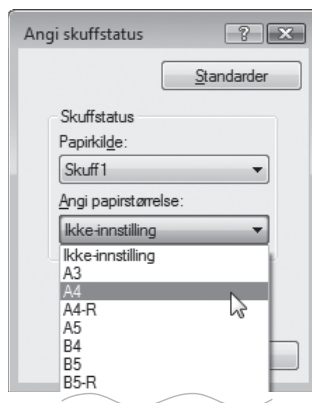 Angi skuffstatus
Standarder
Skuffstatus
Papirkilde:
Skuff1
Angi papirstørrelse:
Ikke-innstilling
Ikke-innstilling
A3
A4
A4-R
A5
B4
B5
B5-R